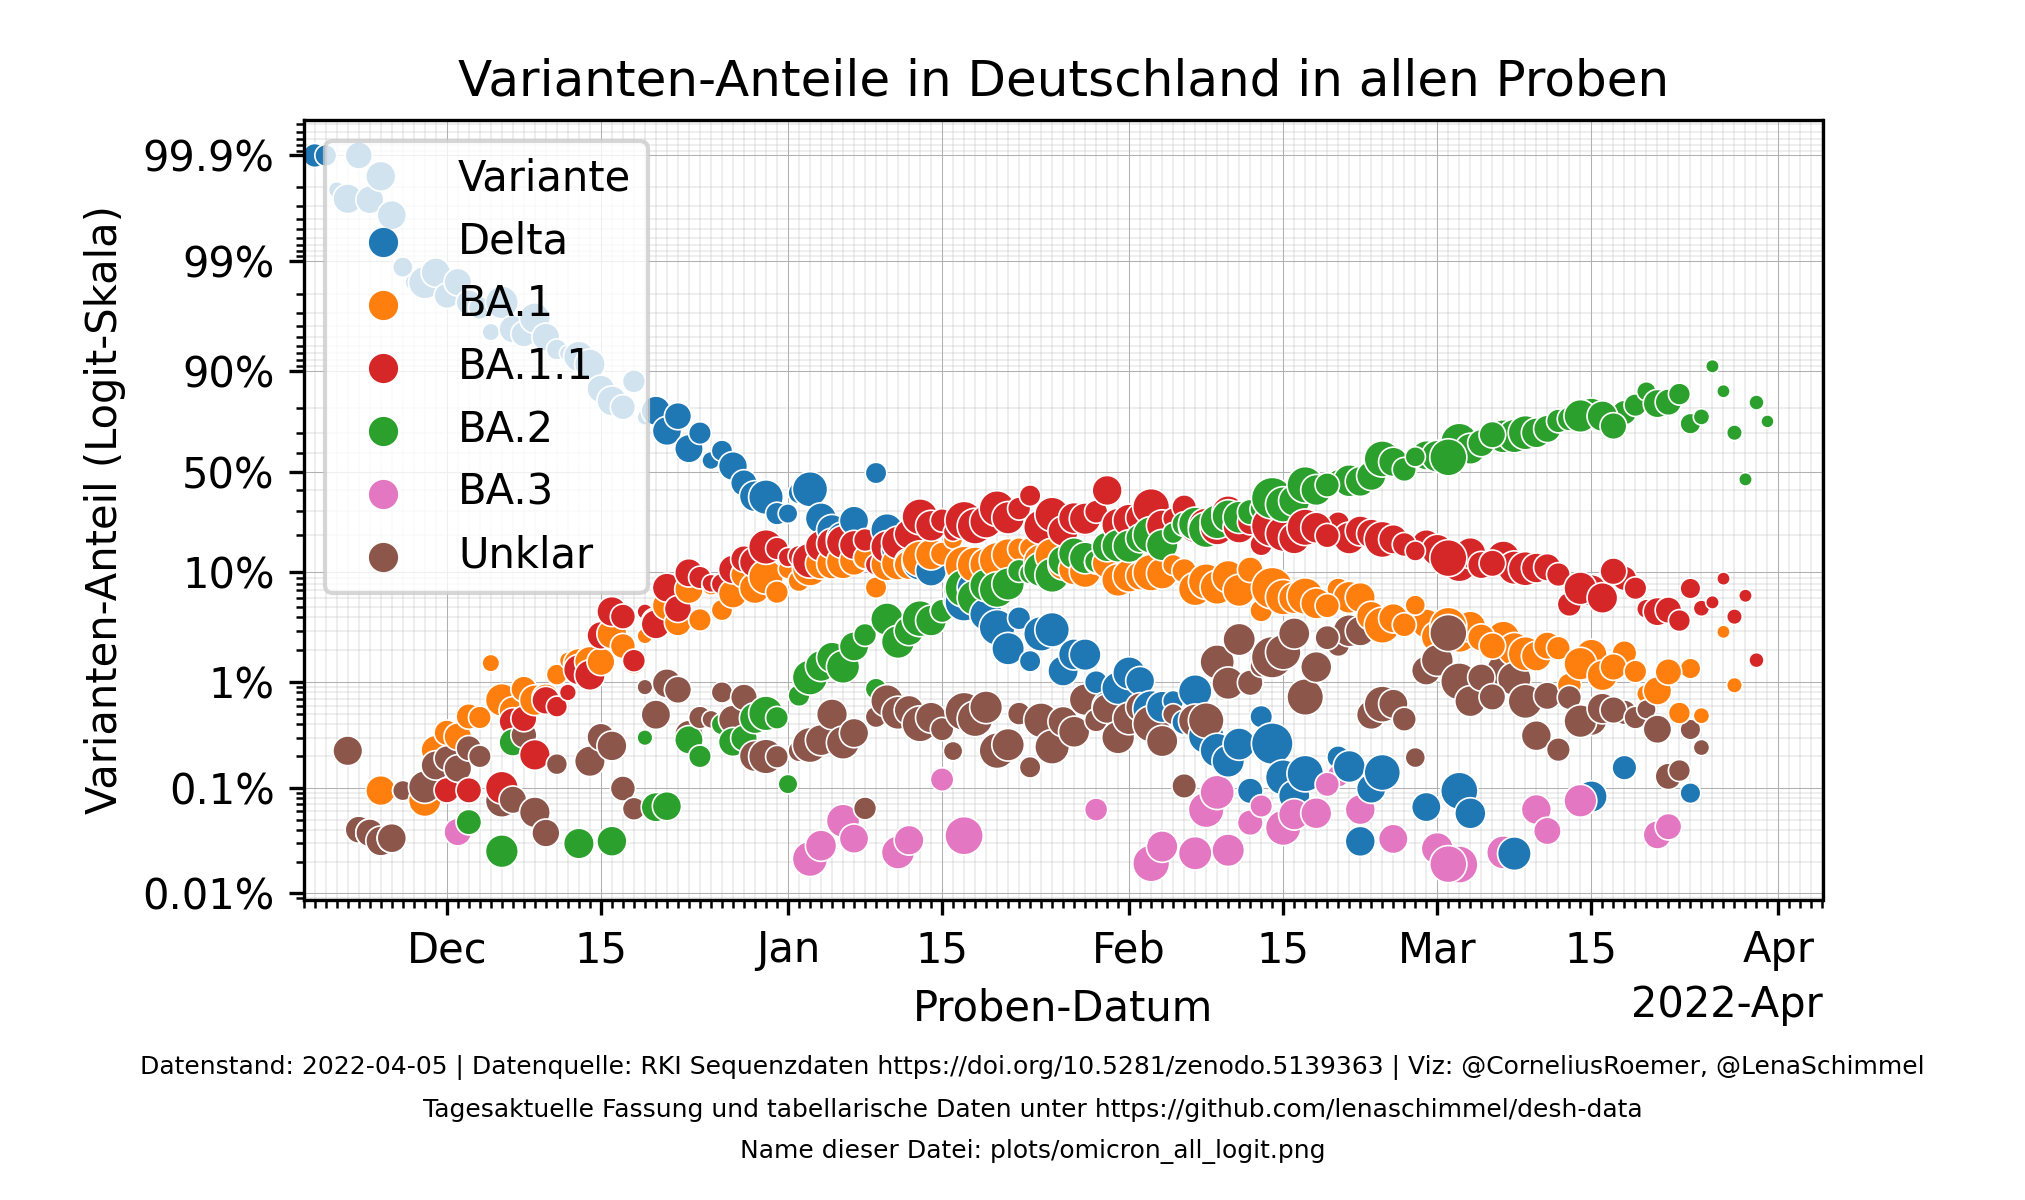 Varianten-Anteile in Deutschland in allen Proben
Varianten-Anteil (Logit-Skala)
99.9%
99%
90%
50%
10%
1%
0.1%
0.01%
Variante
Delta
BA.1
BA.1.1
BA.2
BA.3
Unklar
Dec 15 Jan 15 Feb 15 Mar 15 Apr
Proben-Datum
2022-Apr
Datenstand: 2022-04-05 | Datenquelle: RKI Sequenzdaten https://doi.org/10.5281/zenodo.5139363 | Viz: @CorneliusRoemer, @LenaSchimmel
Tagesaktuelle Fassung und tabellarische Daten unter https://github.com/lenaschimmel/desh-data
Name dieser Datei: plots/omicron_all_logit.png